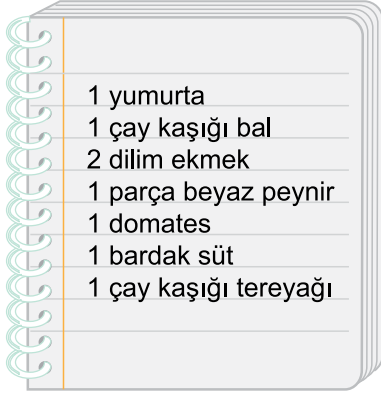 1 yumurta
1 çay kaşığı bal
2 dilim ekmek
1 parça beyaz peynir
1 domates
1 bardak süt
1 çay kaşığı tereyağı